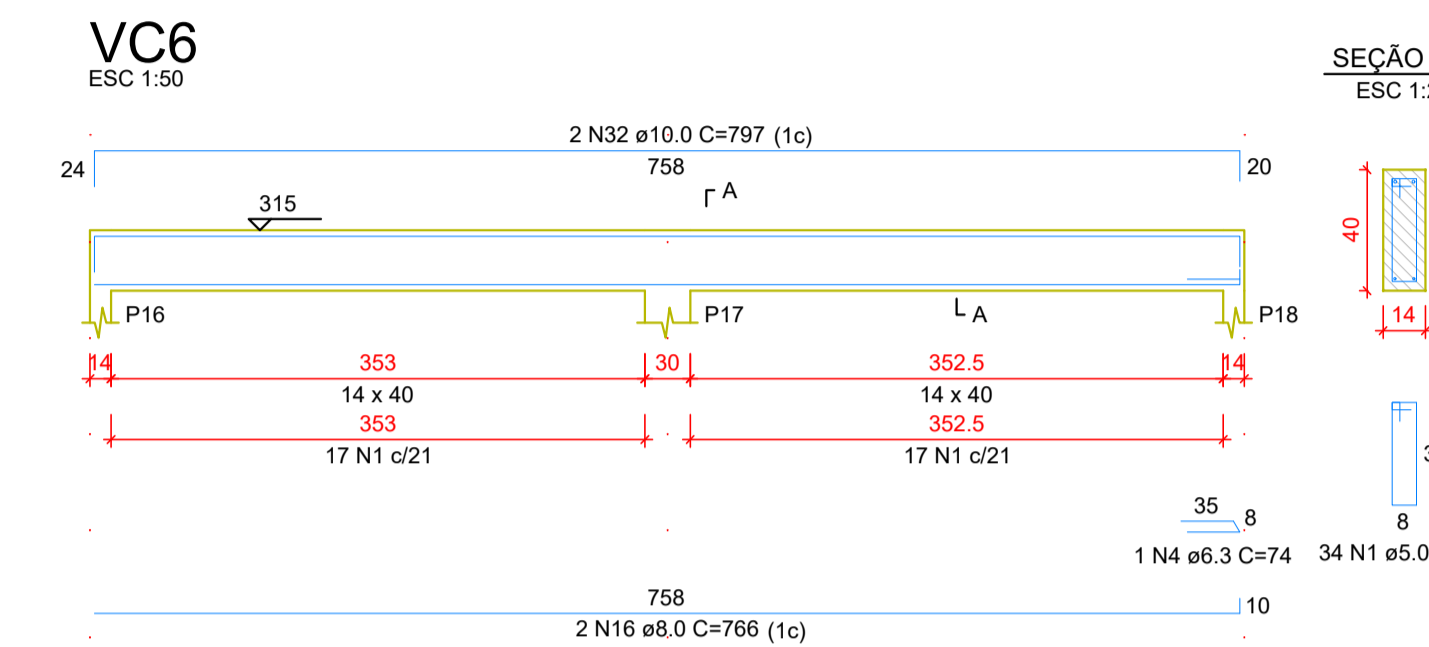 VC6
ESC 1:50
SEÇÃO
ESC 1:
2 N32 ø10.0 C=797 (1c)
24
758
20
A
315
40
P16
P17
A
P18
14
14
353
30
352.5
14
14 x 40
14 x 40
353
352.5
17 N1 c/21
17 N1 c/21
35
8
8
1 N4 ø6.3 C=74
34 N1 ø5.0
758
10
2 N16 ø8.0 C=766 (1c)